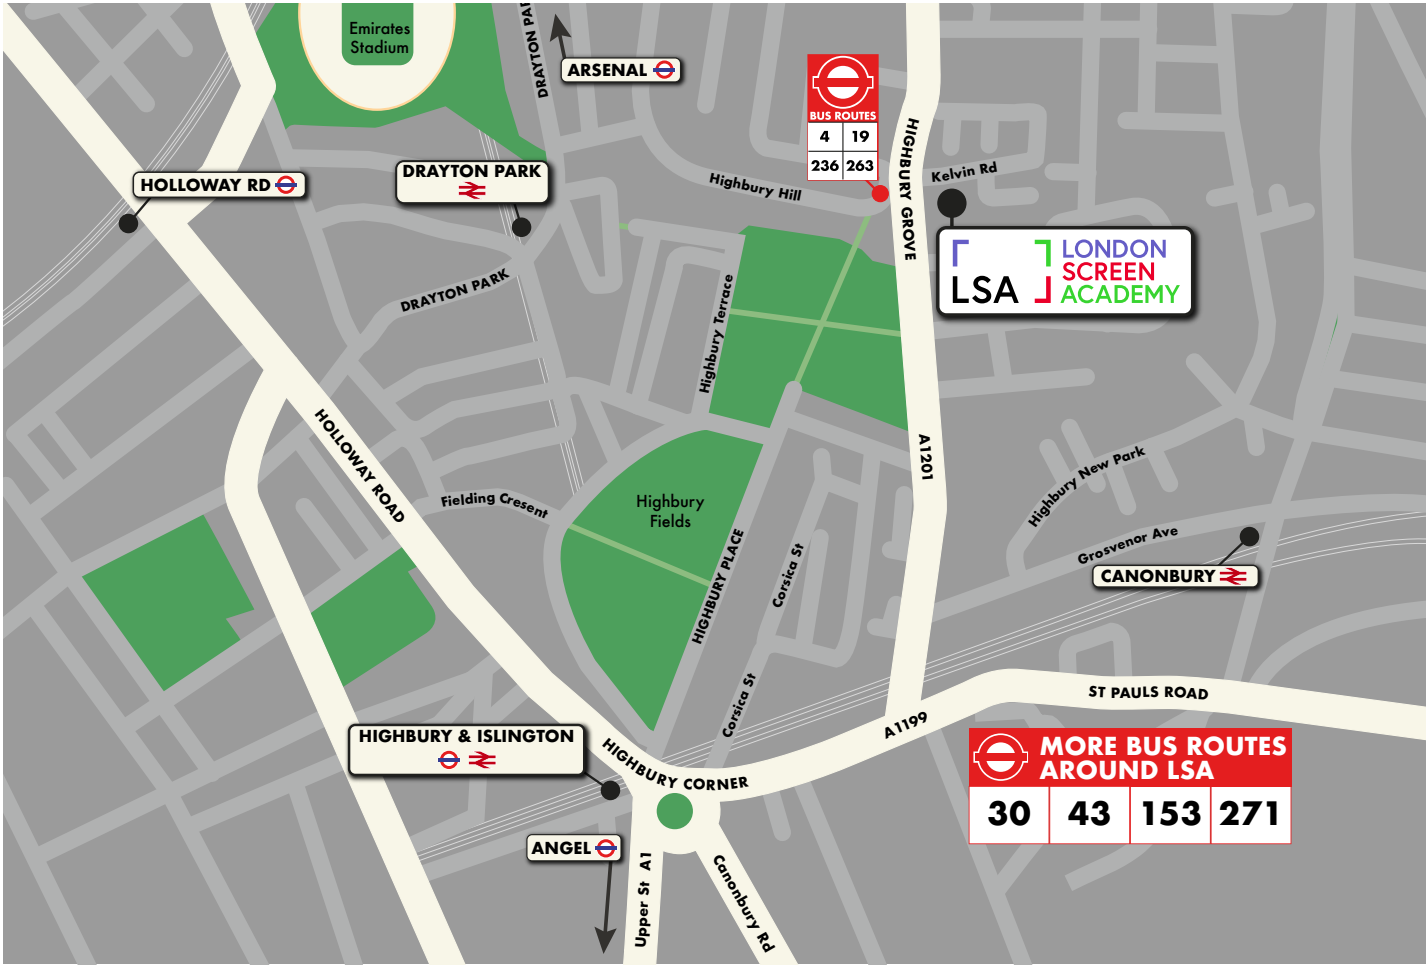 Emirates
Stadium
DRAYTON PA
ARSENAL
BUS ROUTES
4 19
236 263
HIGHBURY GROVE
Kelvin Rd
HOLLOWAY RD
DRAYTON PARK
Highbury Hill
LSA
LONDON
SCREEN
ACADEMY
DRAYTON PARK
Highbury Terrace
HOLLOWAY ROAD
A1201
Highbury New Park
Fielding Cresent
Highbury
Fields
HIGHBURY PLACE
Corsica St
Grosvenor Ave
CANONBURY
Corsica St
ST PAULS ROAD
A1199
HIGHBURY & ISLINGTON
HIGHBURY CORNER
MORE BUS ROUTES
AROUND LSA
30 43 153 271
ANGEL
Upper St A1
Canonbury Rd